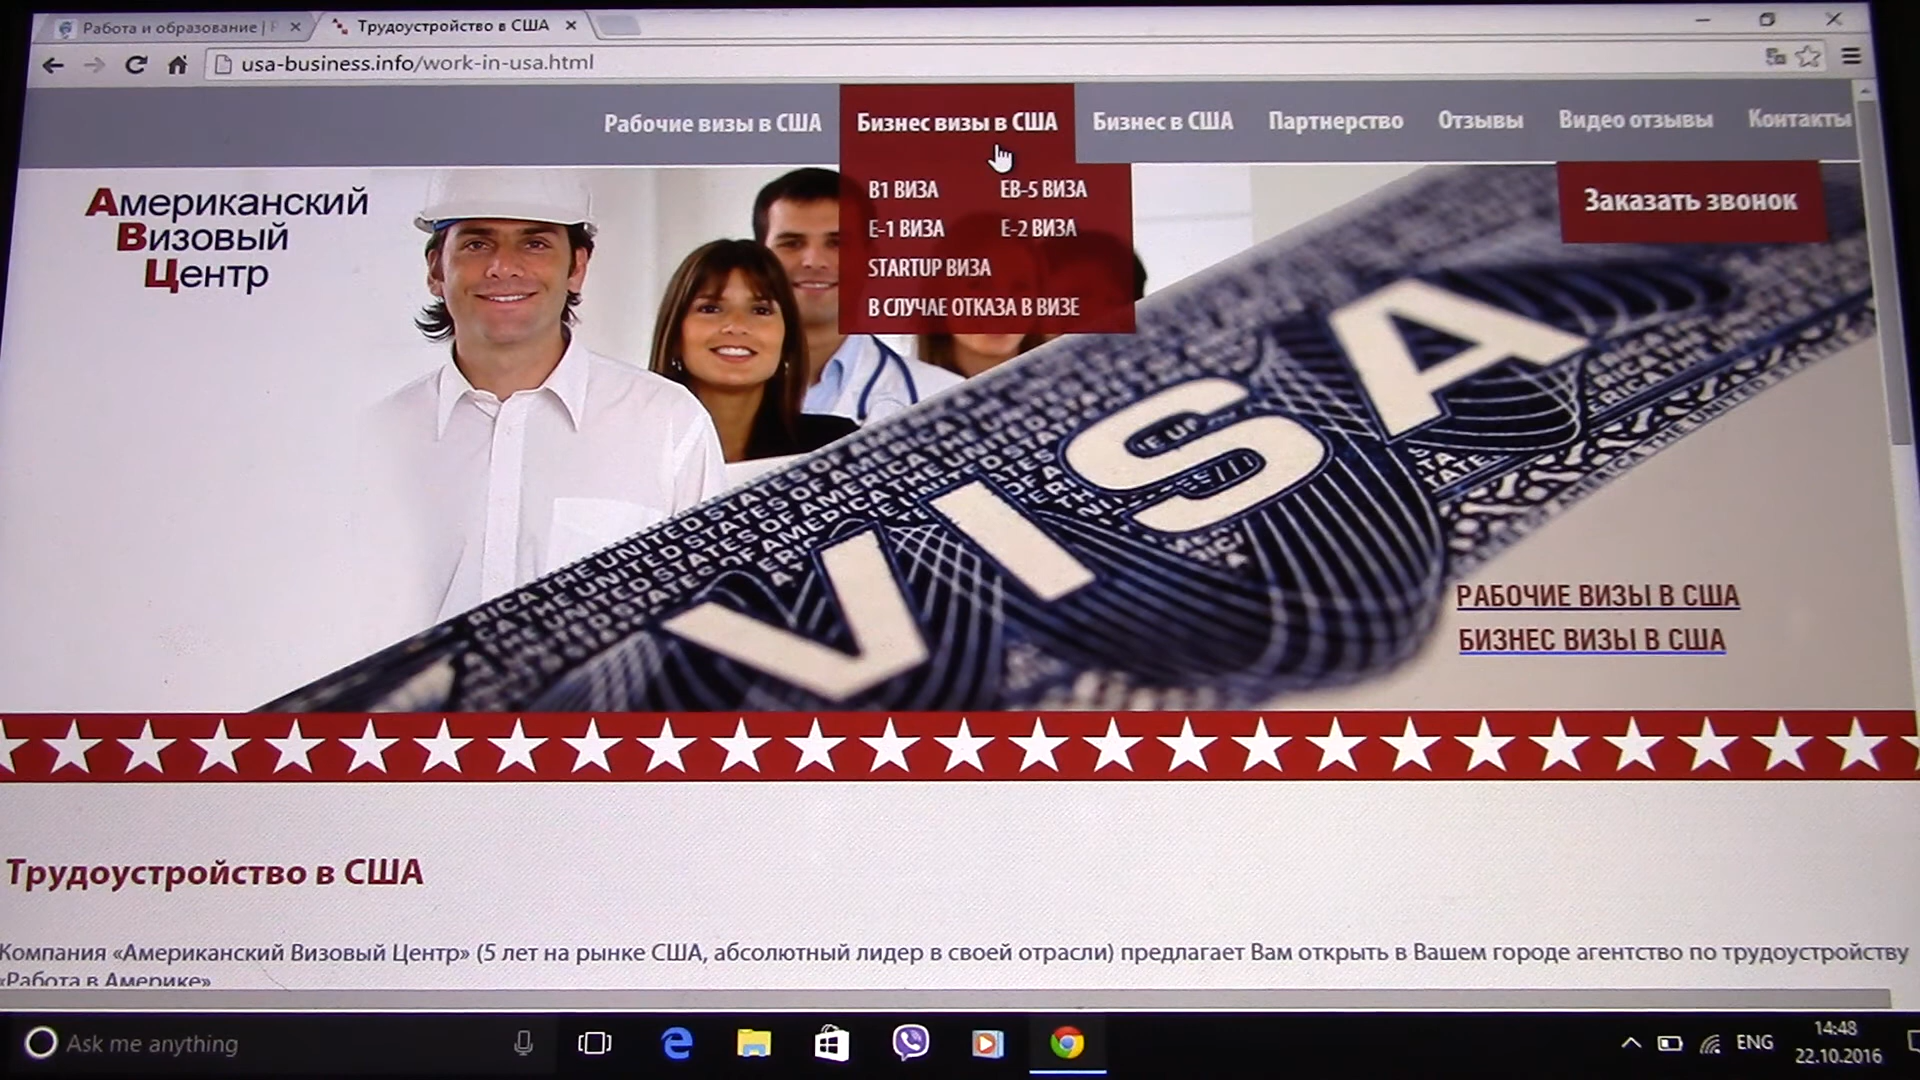 Работа и образование |
Трудоустройство в США
usa-business.info/work-in-usa.html
Рабочие визы в США
Бизнес визы в США
Бизнес в США
Партнерство
Отзывы
Видео отзывы
Контакты
Американский
Визовый
Центр
B1 ВИЗА
EB-5 ВИЗА
E-1 ВИЗА
E-2 ВИЗА
STARTUP ВИЗА
В СЛУЧАЕ ОТКАЗА В ВИЗЕ
Заказать звонок
VISA
РАБОЧИЕ ВИЗЫ В США
БИЗНЕС ВИЗЫ В США
Трудоустройство в США
Компания «Американский Визовый Центр» (5 лет на рынке США, абсолютный лидер в своей отрасли) предлагает Вам открыть в Вашем городе агентство по трудоустройству
«Работа в Америке»
Ask me anything
ENG
14:48
22.10.2016